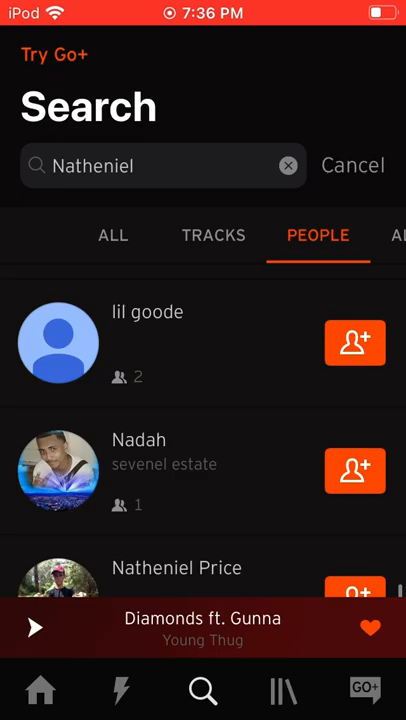 iPod 7:36 PM
Try Go+
Search
Natheniel Cancel
ALL TRACKS PEOPLE
lil goode
2
Nadah
sevenel estate
1
Natheniel Price
Diamonds ft. Gunna
Young Thug
GO+